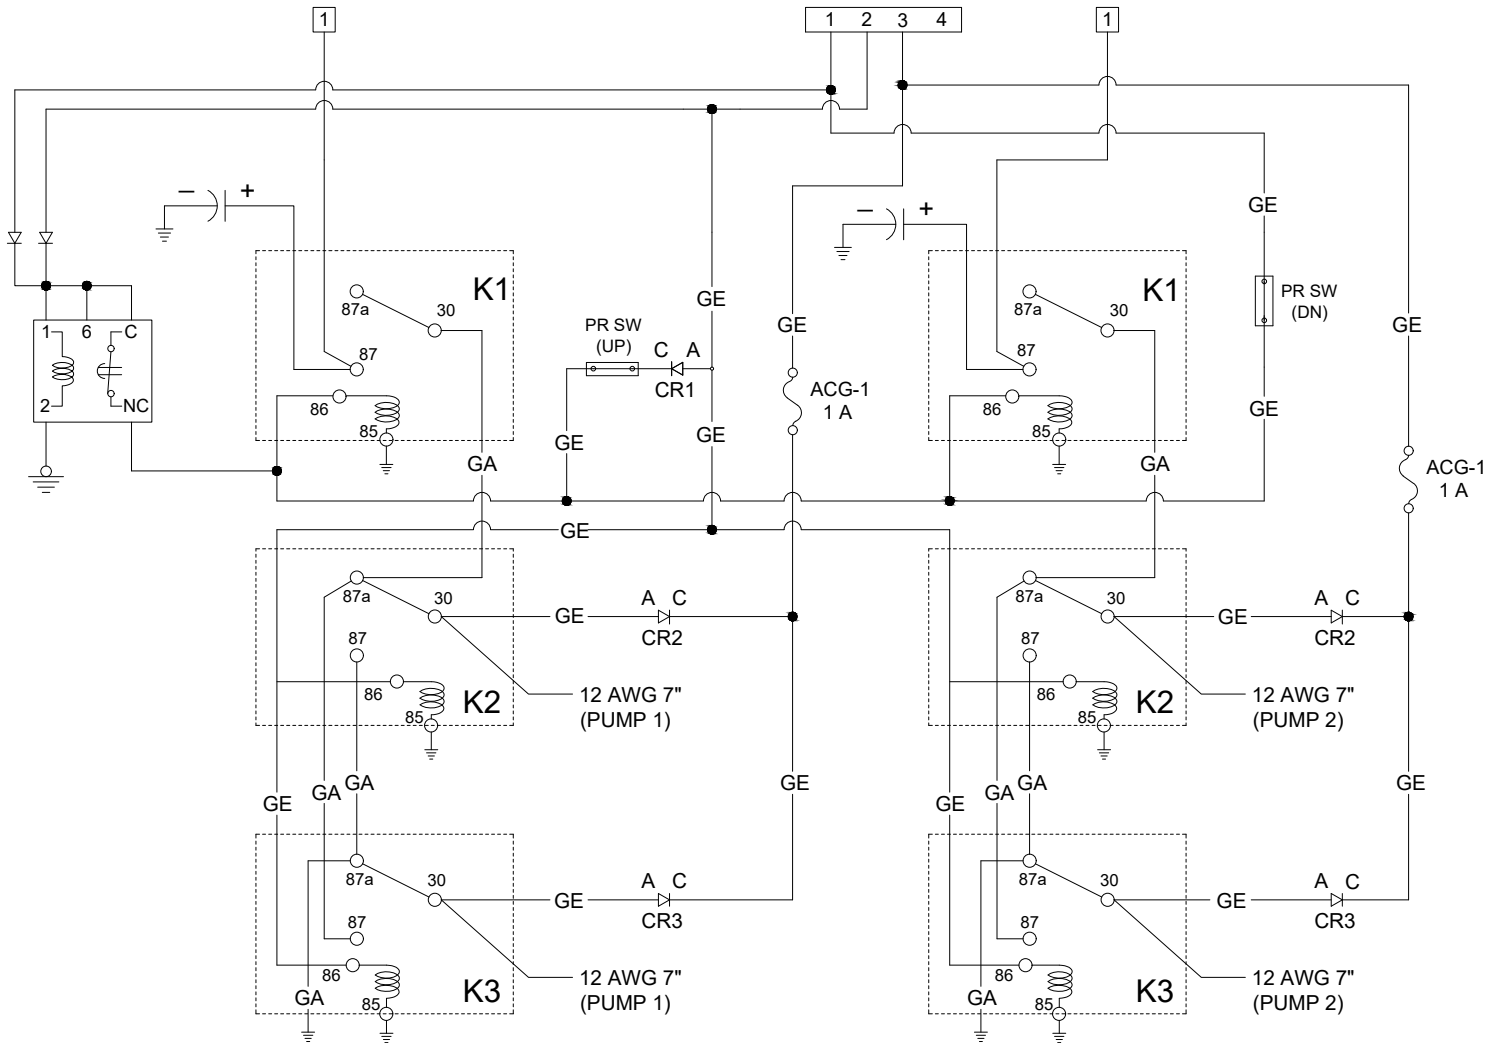 1
1 2 3 4
1
− +
− +
GE
K1
87a
30
87
86
85
GA
PR SW
(UP)
C A
CR1
GE
GE
GE
GE
ACG-1
1 A
K1
87a
30
87
86
85
GA
PR SW
(DN)
GE
GE
ACG-1
1 A
1 6 C
2 NC
GE
87a
30
87
86
85
K2
GE
A C
CR2
12 AWG 7"
(PUMP 1)
87a
30
87
86
85
K2
GE
A C
CR2
12 AWG 7"
(PUMP 2)
GE
GA
GA
GE
GE
GA
GA
GE
87a
30
87
86
85
GA
K3
GE
A C
CR3
12 AWG 7"
(PUMP 1)
87a
30
87
86
85
GA
K3
GE
A C
CR3
12 AWG 7"
(PUMP 2)